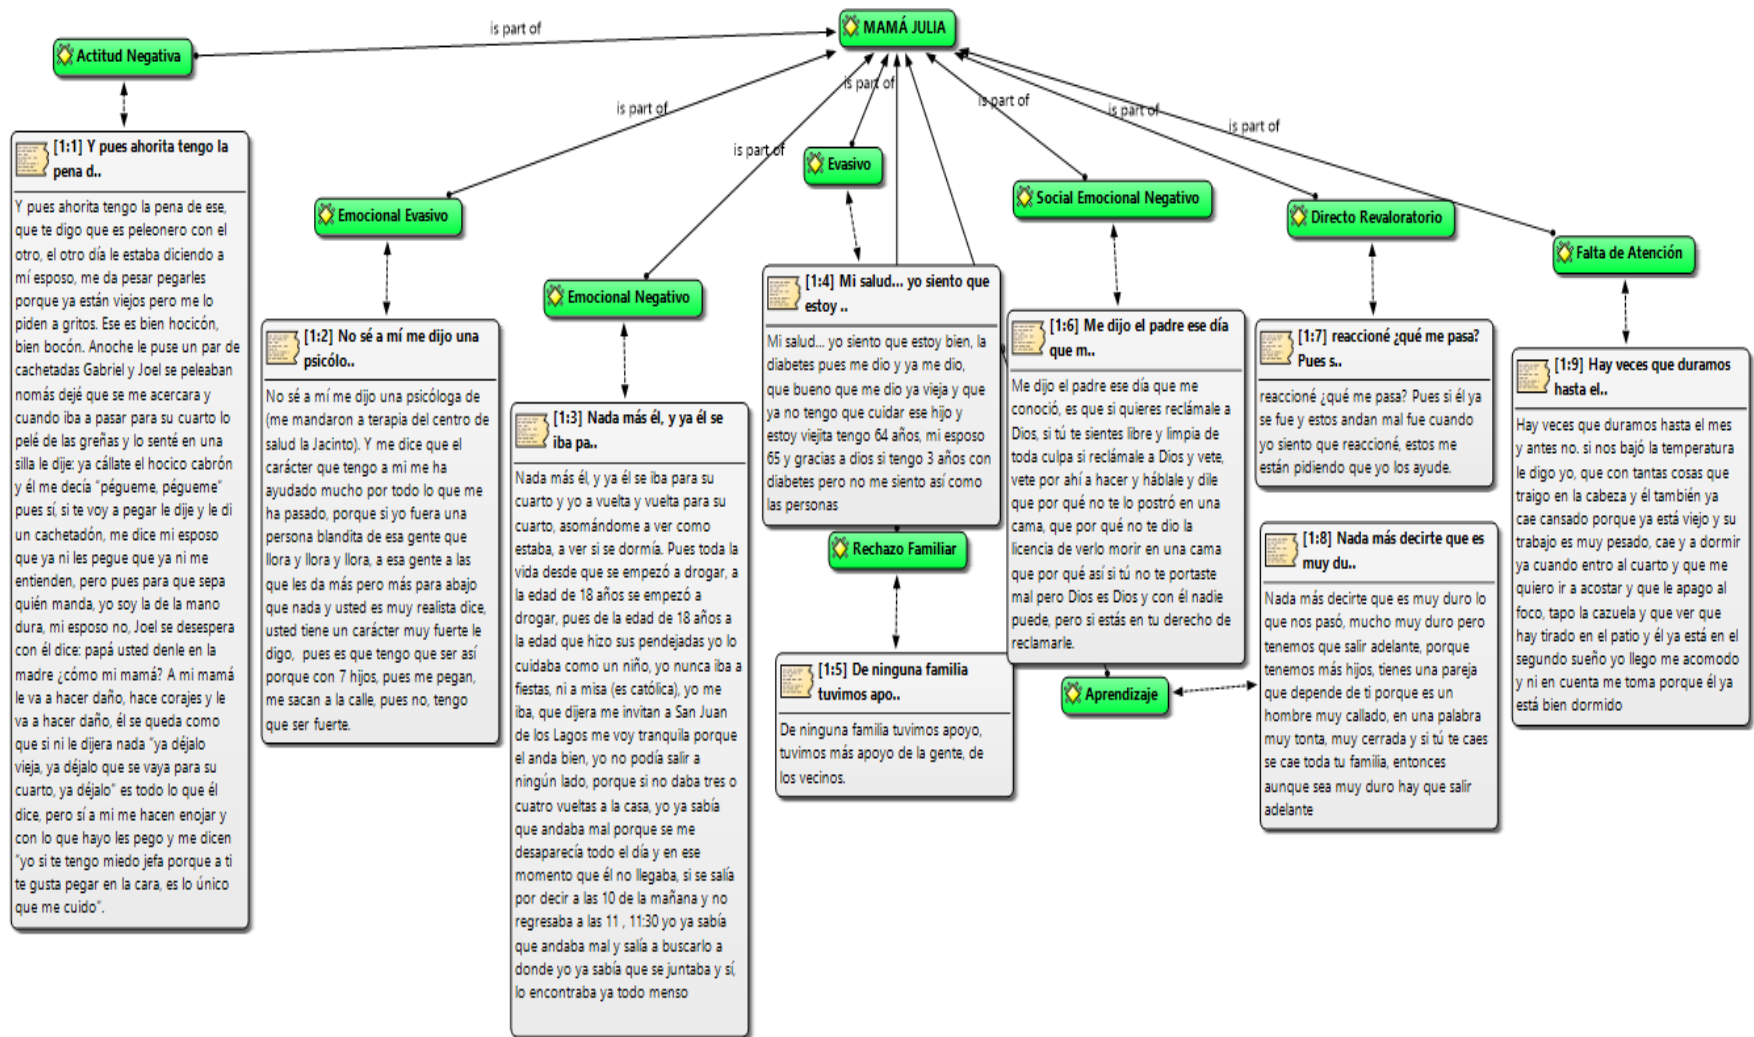 MAMÁ JULIA
is part of
Actitud Negativa
is part of
is part of
is part of
is part of
is part of
is part of
Evasivo
Social Emocional Negativo
Emocional Evasivo
Directo Revaloratorio
Falta de Atención
Emocional Negativo
[1:1] Y pues ahorita tengo la
pena d..
Y pues ahorita tengo la pena de ese,
que te digo que es peleonero con el
otro, el otro día le estaba diciendo a
mí esposo, me da pesar pegarles
porque ya están viejos pero me lo
piden a gritos. Ese es bien hocicón,
bien bocón. Anoche le puse un par de
cachetadas Gabriel y Joel se peleaban
nomás dejé que se me acercara y
cuando iba a pasar para su cuarto lo
pelé de las greñas y lo senté en una
silla le dije: ya cállate el hocico cabrón
y él me decía "pégueme, pégueme"
pues sí, si te voy a pegar le dije y le di
un cachetadón, me dice mi esposo
que ya ni les pegue que ya ni me
entienden, pero pues para que sepa
quién manda, yo soy la de la mano
dura, mi esposo no, Joel se desespera
con él dice: papá usted denle en la
madre ¿cómo mi mamá? A mi mamá
le va a hacer daño, hace corajes y le
va a hacer daño, él se queda como
que si ni le dijera nada "ya déjalo
vieja, ya déjalo que se vaya para su
cuarto, ya déjalo" es todo lo que él
dice, pero sí a mi me hacen enojar y
con lo que hayo les pego y me dicen
"yo si te tengo miedo jefa porque a ti
te gusta pegar en la cara, es lo único
que me cuido".
[1:2] No sé a mí me dijo una
psicólo..
No sé a mí me dijo una psicóloga de
(me mandaron a terapia del centro de
salud la Jacinto). Y me dice que el
carácter que tengo a mi me ha
ayudado mucho por todo lo que me
ha pasado, porque si yo fuera una
persona blandita de esa gente que
llora y llora y llora, a esa gente a las
que les da más pero más para abajo
que nada y usted es muy realista dice,
usted tiene un carácter muy fuerte le
digo, pues es que tengo que ser así
porque con 7 hijos, pues me pegan,
me sacan a la calle, pues no, tengo
que ser fuerte.
[1:3] Nada más él, y ya él se
iba pa..
Nada más él, y ya él se iba para su
cuarto y yo a vuelta y vuelta para su
cuarto, asomándome a ver como
estaba, a ver si se dormía. Pues toda la
vida desde que se empezó a drogar, a
la edad de 18 años se empezó a
drogar, pues de la edad de 18 años a
la edad que hizo sus pendejadas yo lo
cuidaba como un niño, yo nunca iba a
fiestas, ni a misa (es católica), yo me
iba, que dijera me invitan a San Juan
de los Lagos me voy tranquila porque
el anda bien, yo no podía salir a
ningún lado, porque si no daba tres o
cuatro vueltas a la casa, yo ya sabía
que andaba mal porque se me
desaparecía todo el día y en ese
momento que él no llegaba, si se salía
por decir a las 10 de la mañana y no
regresaba a las 11 , 11:30 yo ya sabía
que andaba mal y salía a buscarlo a
donde yo ya sabía que se juntaba y sí,
lo encontraba ya todo menso
[1:4] Mi salud... yo siento que
estoy ..
Mi salud... yo siento que estoy bien, la
diabetes pues me dio y ya me dio,
que bueno que me dio ya vieja y que
ya no tengo que cuidar ese hijo y
estoy viejita tengo 64 años, mi esposo
65 y gracias a dios si tengo 3 años con
diabetes pero no me siento así como
las personas
Rechazo Familiar
[1:5] De ninguna familia
tuvimos apo..
De ninguna familia tuvimos apoyo,
tuvimos más apoyo de la gente, de
los vecinos.
[1:6] Me dijo el padre ese día
que m..
Me dijo el padre ese día que me
conoció, es que si quieres reclámale a
Dios, si tú te sientes libre y limpia de
toda culpa si reclámale a Dios y vete,
vete por ahí a hacer y háblale y dile
que por qué no te lo postró en una
cama, que por qué no te dio la
licencia de verlo morir en una cama
que por qué así si tú no te portaste
mal pero Dios es Dios y con él nadie
puede, pero si estás en tu derecho de
reclamarle.
Aprendizaje
[1:7] reaccioné ¿qué me pasa?
Pues s..
reaccioné ¿qué me pasa? Pues si él ya
se fue y estos andan mal fue cuando
yo siento que reaccioné, estos me
están pidiendo que yo los ayude.
[1:8] Nada más decirte que es
muy du..
Nada más decirte que es muy duro lo
que nos pasó, mucho muy duro pero
tenemos que salir adelante, porque
tenemos más hijos, tienes una pareja
que depende de ti porque es un
hombre muy callado, en una palabra
muy tonta, muy cerrada y si tú te caes
se cae toda tu familia, entonces
aunque sea muy duro hay que salir
adelante
[1:9] Hay veces que duramos
hasta el..
Hay veces que duramos hasta el mes
y antes no. si nos bajó la temperatura
le digo yo, que con tantas cosas que
traigo en la cabeza y él también ya
cae cansado porque ya está viejo y su
trabajo es muy pesado, cae y a dormir
ya cuando entro al cuarto y que me
quiero ir a acostar y que le apago al
foco, tapo la cazuela y que ver que
hay tirado en el patio y él ya está en el
segundo sueño yo llego me acomodo
y ni en cuenta me toma porque él ya
está bien dormido